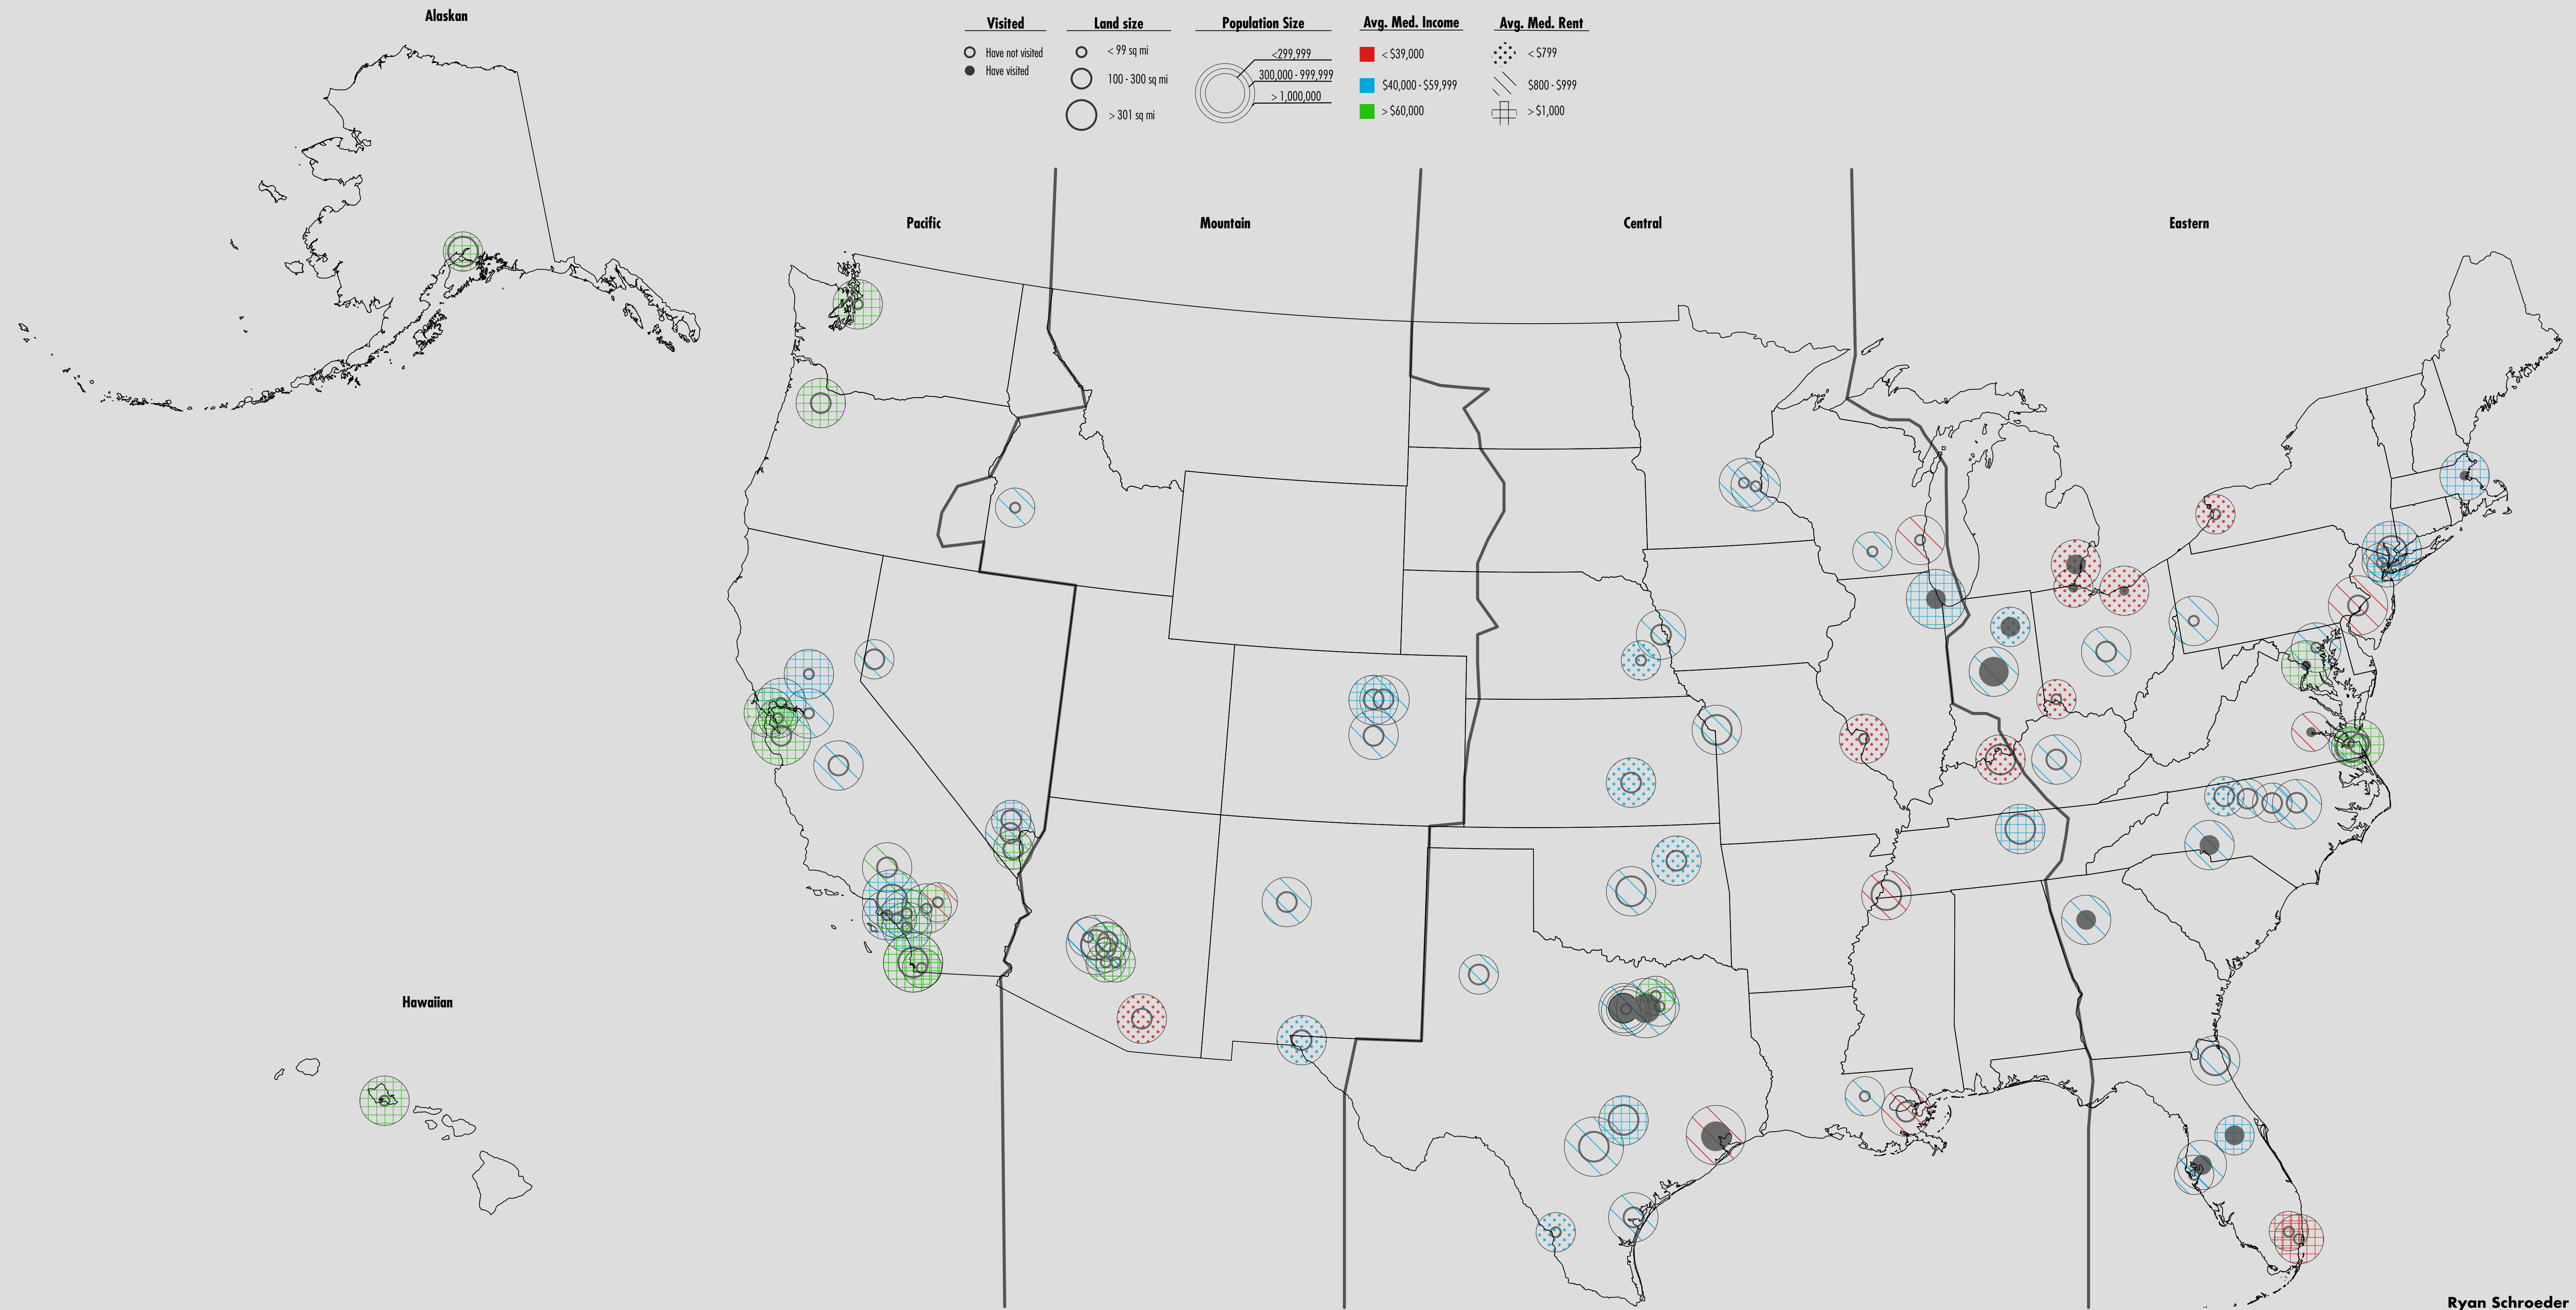 Alaskan
Visited
Have not visited
Have visited
Land size
< 99 sq mi
100 - 300 sq mi
> 301 sq mi
Population Size
<299,999
300,000 - 999,999
> 1,000,000
Avg. Med. Income
< $39,000
$40,000 - $59,999
> $60,000
Avg. Med. Rent
< $799
$800 - $999
> $1,000
Pacific
Mountain
Central
Eastern
Hawaiian
Ryan Schroeder